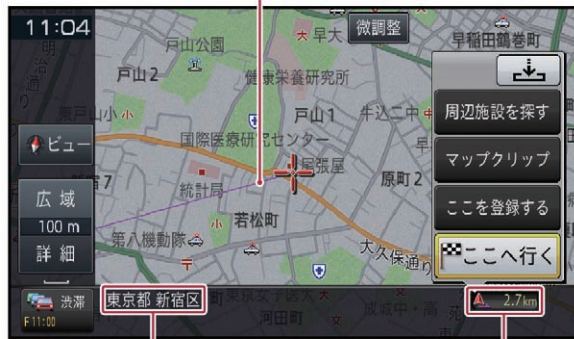 11:04
戸山公園
早大
微調整
早稲田鶴巻町
戸山2
健康栄養研究所
戸山1
牛込二中
周辺施設を探す
国際医療研究センター
ビュー
尾張屋
マップクリップ
統計局
原町2
広域
100 m
詳細
若松町
ここを登録する
第八機動隊
大久保通り
ここへ行く
渋滞
F11:00
東京都 新宿区
河田町
2.7km